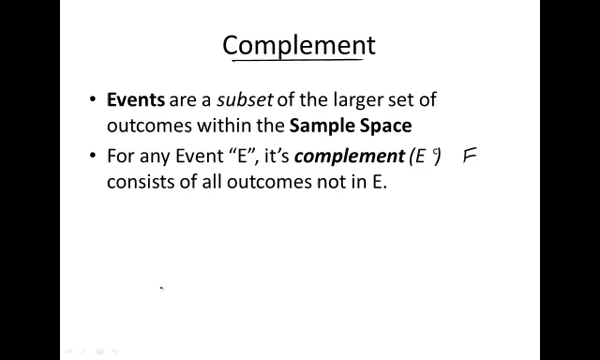 Complement
• Events are a subset of the larger set of
outcomes within the Sample Space
• For any Event “E”, it’s complement (E c) F
consists of all outcomes not in E.